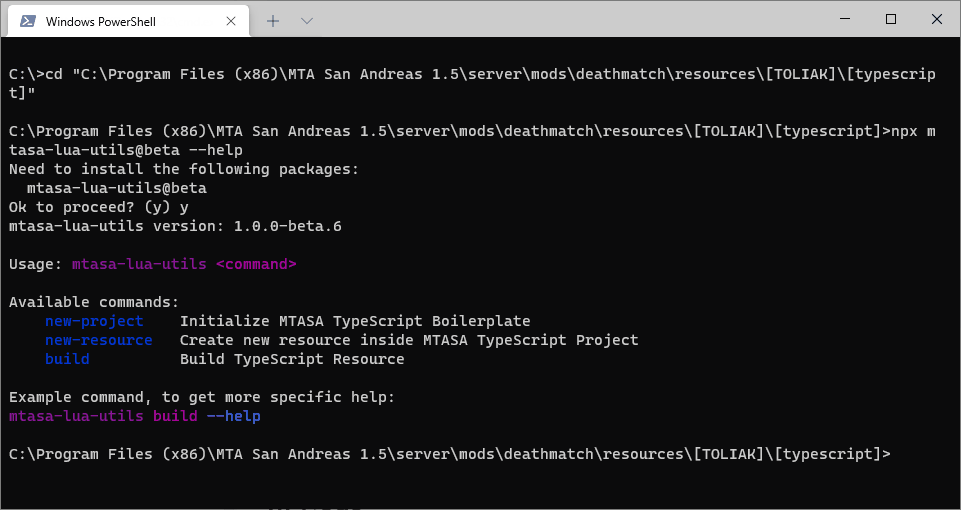 Windows PowerShell
C:\>cd "C:\Program Files (x86)\MTA San Andreas 1.5\server\mods\deathmatch\resources\[TOLIAK]\[typescrip
t]"
C:\Program Files (x86)\MTA San Andreas 1.5\server\mods\deathmatch\resources\[TOLIAK]\[typescript]>npx m
tasa-lua-utils@beta --help
Need to install the following packages:
  mtasa-lua-utils@beta
Ok to proceed? (y) y
mtasa-lua-utils version: 1.0.0-beta.6
Usage: mtasa-lua-utils <command>
Available commands:
    new-project    Initialize MTASA TypeScript Boilerplate
    new-resource   Create new resource inside MTASA TypeScript Project
    build          Build TypeScript Resource
Example command, to get more specific help:
mtasa-lua-utils build --help
C:\Program Files (x86)\MTA San Andreas 1.5\server\mods\deathmatch\resources\[TOLIAK]\[typescript]>